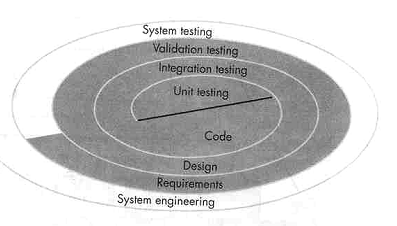 System testing
Validation testing
Integration testing
Unit testing
Code
Design
Requirements
System engineering